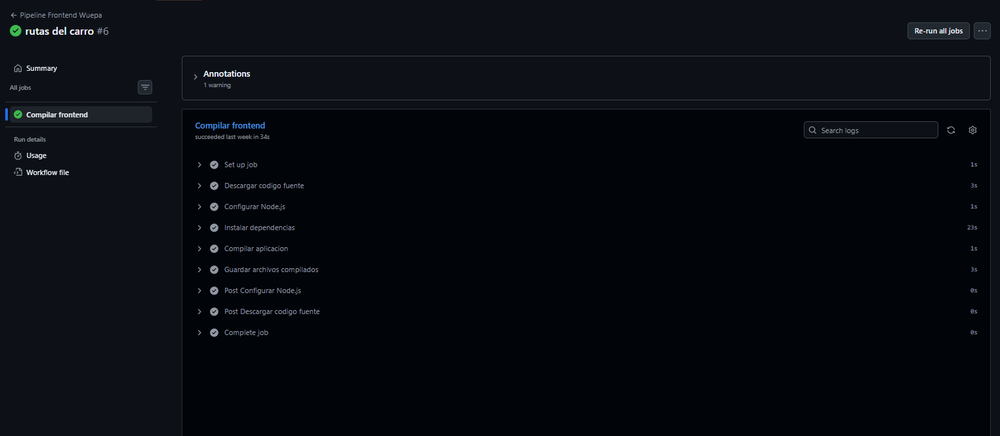 Pipeline Frontend Wuepa
rutas del carro #6
Re-run all jobs
Summary
All jobs
Compilar frontend
Run details
Usage
Workflow file
Annotations
1 warning
Compilar frontend
succeeded last week in 34s
Search logs
Set up job 1s
Descargar codigo fuente 3s
Configurar Node.js 1s
Instalar dependencias 23s
Compilar aplicacion 1s
Guardar archivos compilados 3s
Post Configurar Node.js 0s
Post Descargar codigo fuente 0s
Complete job 0s